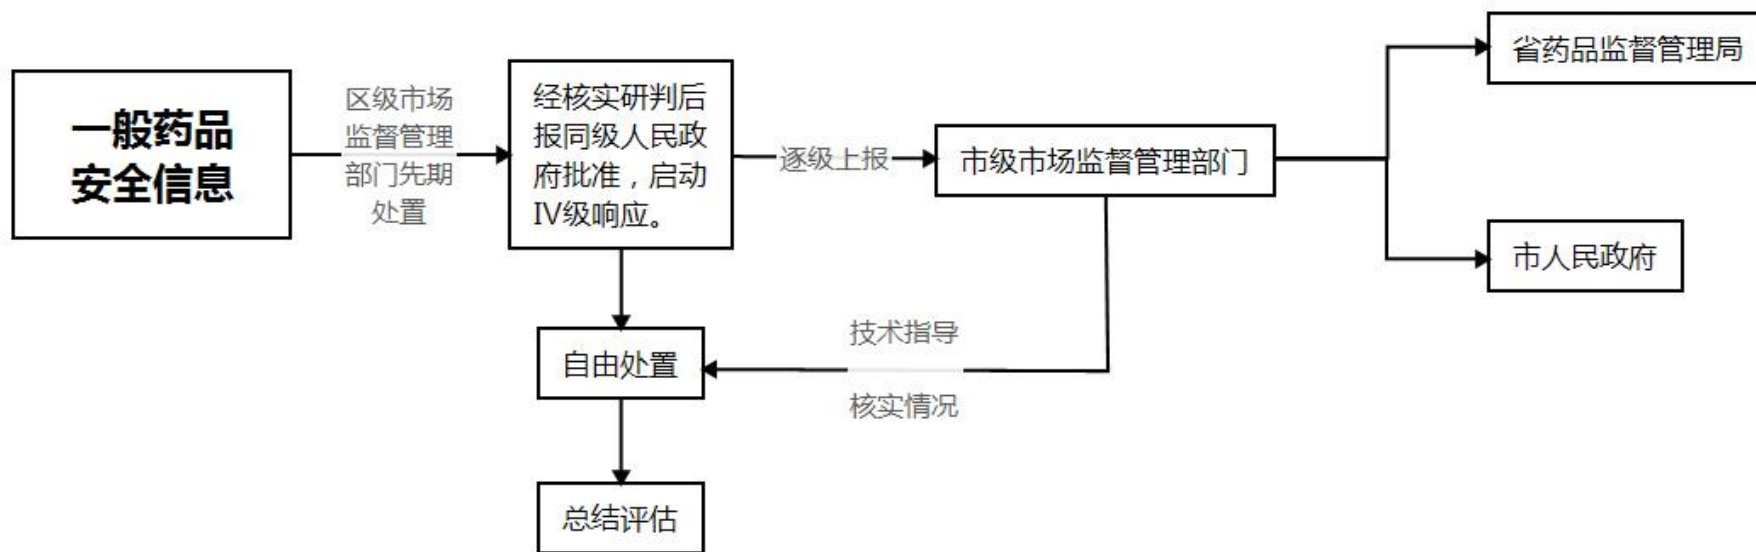 一般药品
安全信息
区级市场
监督管理
部门先期
处置
经核实研判后
报同级人民政
府批准，启动
IV级响应。
逐级上报
市级市场监督管理部门
省药品监督管理局
市人民政府
自由处置
技术指导
核实情况
总结评估